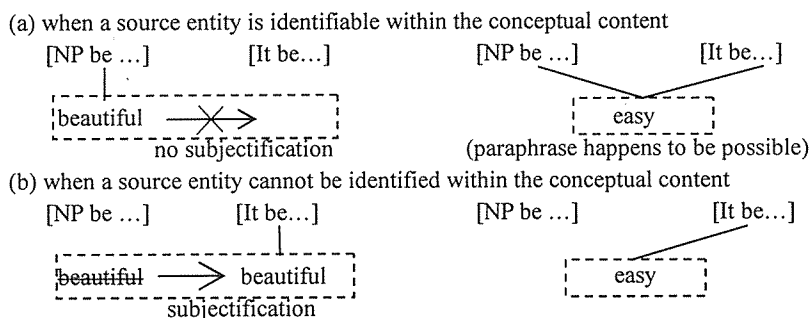 (a) when a source entity is identifiable within the conceptual content
[NP be …] [It be…] [NP be …] [It be…]
beautiful easy
no subjectification (paraphrase happens to be possible)
(b) when a source entity cannot be identified within the conceptual content
[NP be …] [It be…] [NP be …] [It be…]
beautiful beautiful easy
subjectification